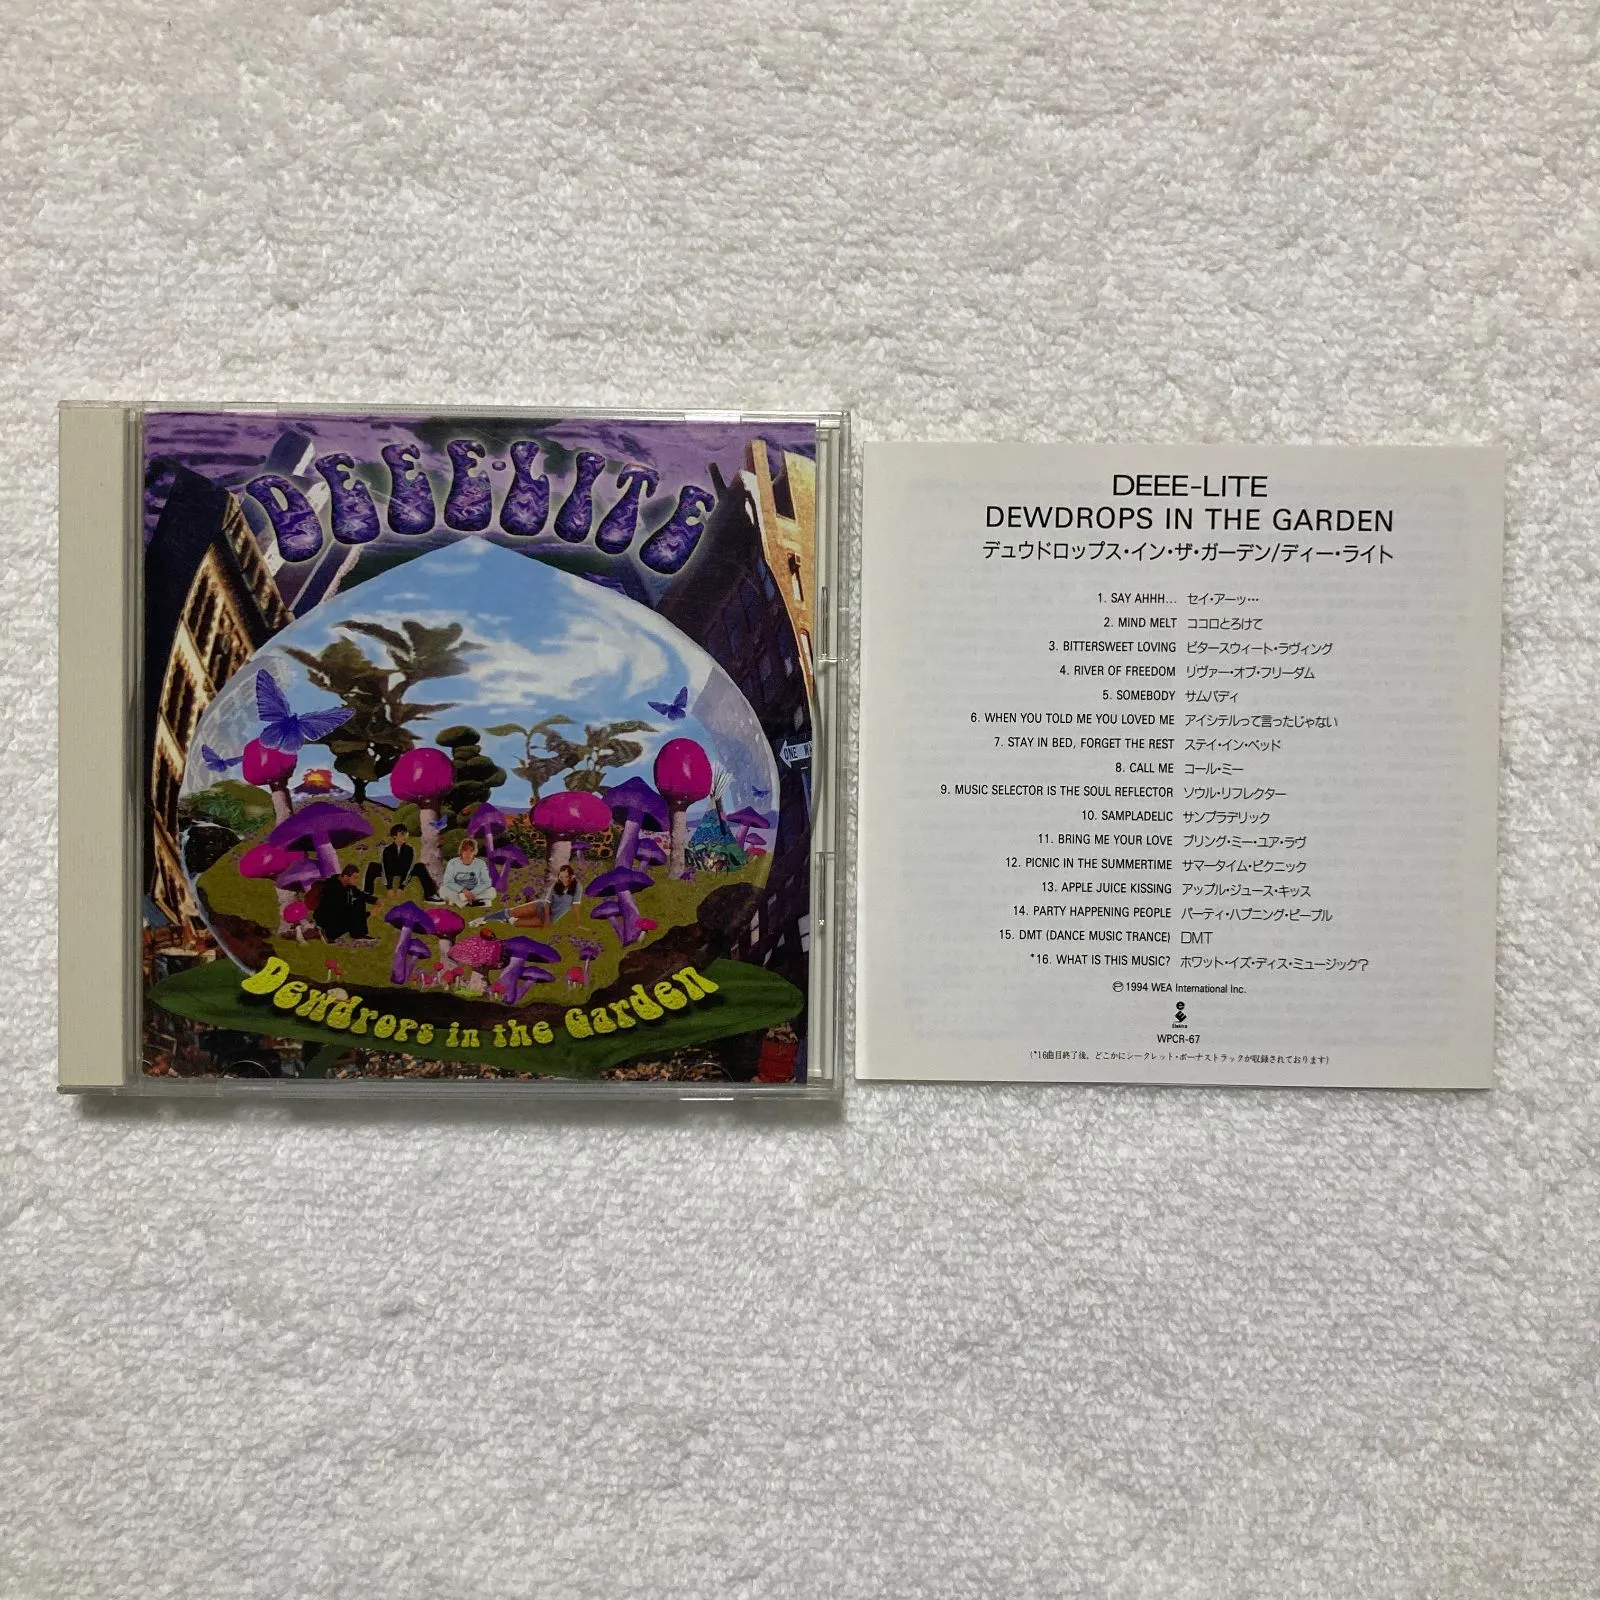 DEEE-LITE
ONE W
Dewdrops in the Garden
DEEE-LITE
DEWDROPS IN THE GARDEN
デュウドロップス・イン・ザ・ガーデン/ディー・ライト
1. SAY AHHH... セイ・アーッ…
2. MIND MELT ココロとろけて
3. BITTERSWEET LOVING ビタースウィート・ラヴィング
4. RIVER OF FREEDOM リヴァー・オブ・フリーダム
5. SOMEBODY サムバディ
6. WHEN YOU TOLD ME YOU LOVED ME アイシテルって言ったじゃない
7. STAY IN BED, FORGET THE REST ステイ・イン・ベッド
8. CALL ME コール・ミー
9. MUSIC SELECTOR IS THE SOUL REFLECTOR ソウル・リフレクター
10. SAMPLADELIC サンプラデリック
11. BRING ME YOUR LOVE ブリング・ミー・ユア・ラヴ
12. PICNIC IN THE SUMMERTIME サマータイム・ピクニック
13. APPLE JUICE KISSING アップル・ジュース・キッス
14. PARTY HAPPENING PEOPLE パーティ・ハプニング・ピープル
15. DMT (DANCE MUSIC TRANCE) DMT
*16. WHAT IS THIS MUSIC? ホワット・イズ・ディス・ミュージック?
℗ 1994 WEA International Inc.
Elektra
WPCR-67
(*16曲目終了後、どこかにシークレット・ボーナストラックが収録されております)